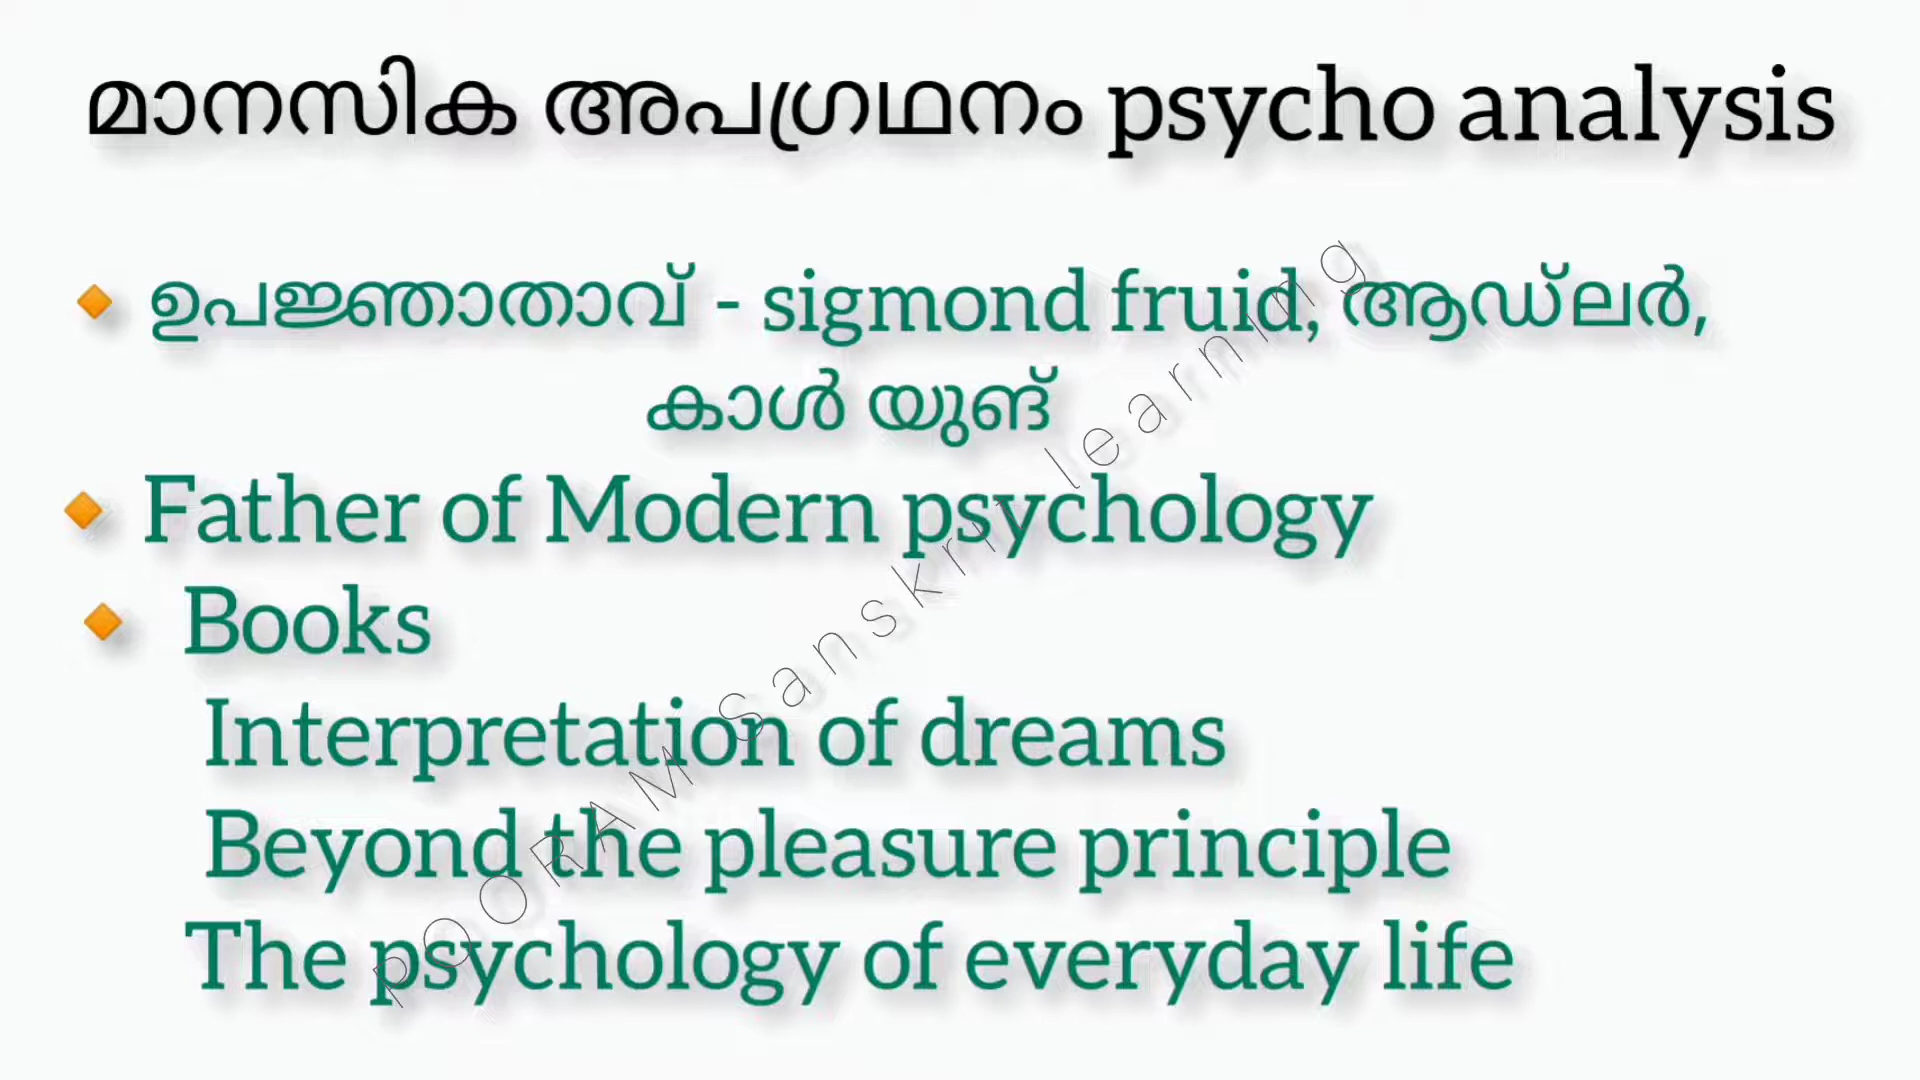 മാനസിക അപഗ്രഥനം psycho analysis
🔸 ഉപജ്ഞാതാവ് - sigmond fruid, ആഡ്ലർ,
കാൾ യുങ്
🔸 Father of Modern psychology
🔸 Books
Interpretation of dreams
Beyond the pleasure principle
The psychology of everyday life
POORAM Sanskrit learning